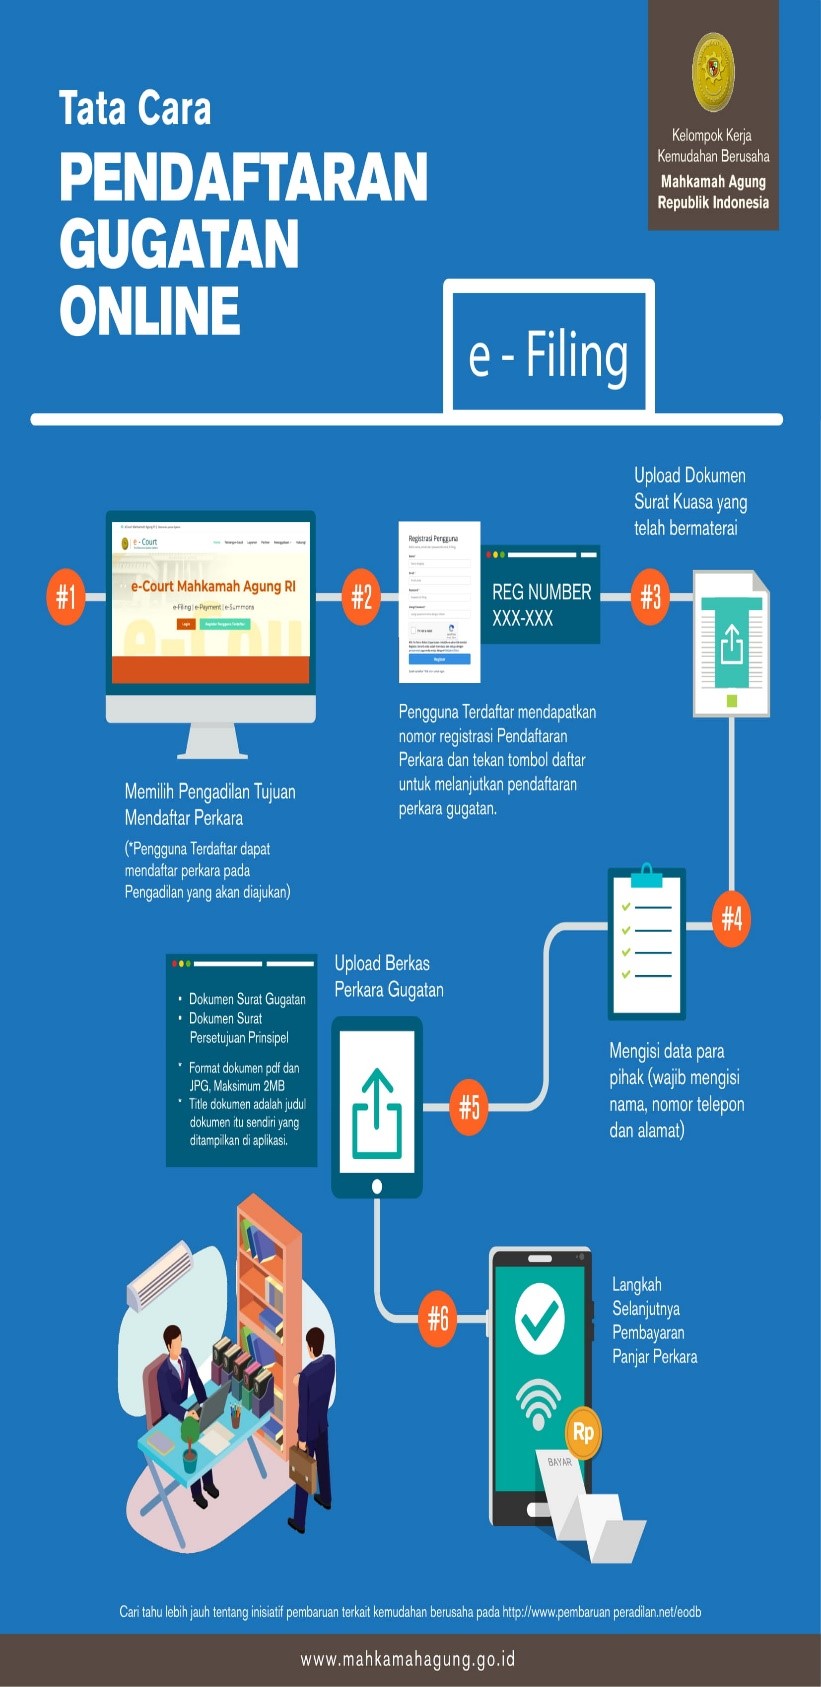 Kelompok Kerja
Kemudahan Berusaha
Mahkamah Agung
Republik Indonesia
Tata Cara
PENDAFTARAN
GUGATAN
ONLINE
e - Filing
#1
e - Court
e-Court Mahkamah Agung RI
e-Filing | e-Payment | e-Summons
Login
Memilih Pengadilan Tujuan
Mendaftar Perkara
(*Pengguna Terdaftar dapat
mendaftar perkara pada
Pengadilan yang akan diajukan)
#2
Registrasi Pengguna
Register
REG NUMBER
XXX-XXX
Pengguna Terdaftar mendapatkan
nomor registrasi Pendaftaran
Perkara dan tekan tombol daftar
untuk melanjutkan pendaftaran
perkara gugatan.
#3
Upload Dokumen
Surat Kuasa yang
telah bermaterai
#4
Mengisi data para
pihak (wajib mengisi
nama, nomor telepon
dan alamat)
#5
Upload Berkas
Perkara Gugatan
• Dokumen Surat Gugatan
• Dokumen Surat
Persetujuan Prinsipel
* Format dokumen pdf dan
JPG, Maksimum 2MB
* Title dokumen adalah judul
dokumen itu sendiri yang
ditampilkan di aplikasi.
#6
Langkah
Selanjutnya
Pembayaran
Panjar Perkara
Rp
BAYAR
Cari tahu lebih jauh tentang inisiatif pembaruan terkait kemudahan berusaha pada http://www.pembaruan peradilan.net/eodb
www.mahkamahagung.go.id